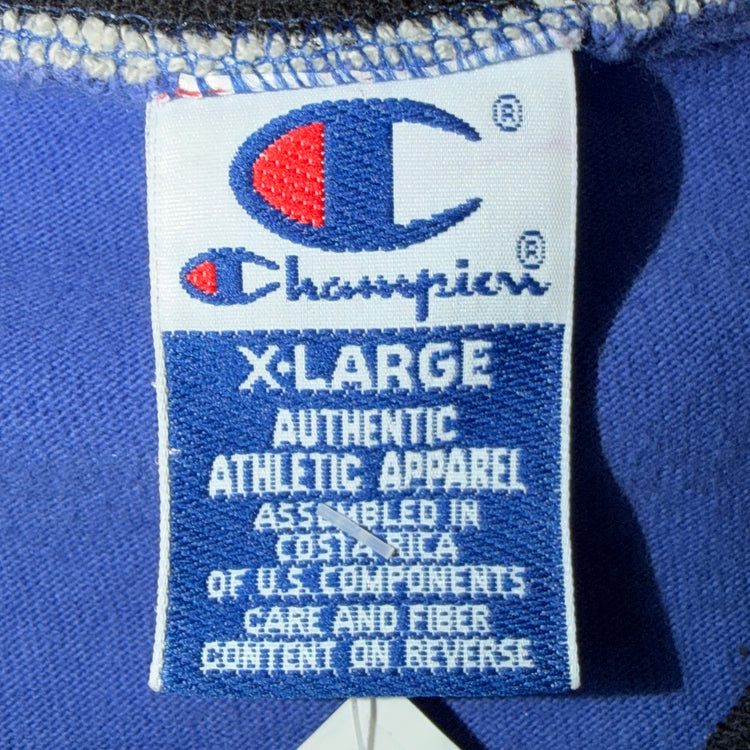 ®
Champion®
X•LARGE
AUTHENTIC
ATHLETIC APPAREL
ASSEMBLED IN
COSTA RICA
OF U.S. COMPONENTS
CARE AND FIBER
CONTENT ON REVERSE